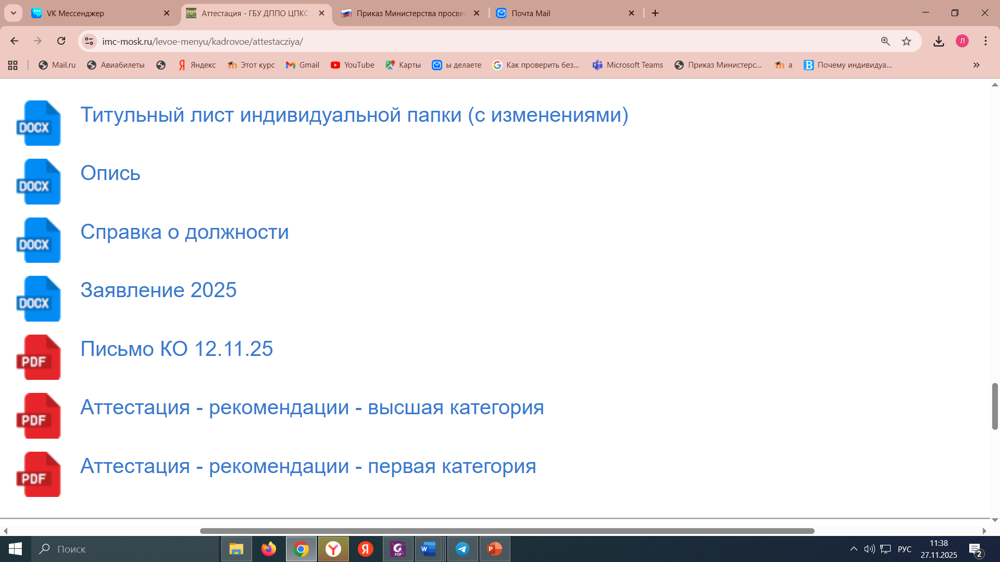 VK Мессенджер
Аттестация - ГБУ ДППО ЦПКС
Приказ Министерства просве
Почта Mail
imc-mosk.ru/levoe-menyu/kadrovoe/attestacziya/
Л
Mail.ru
Авиабилеты
Яндекс
Этот курс
Gmail
YouTube
Карты
ы делаете
Как проверить без...
Microsoft Teams
Приказ Министерс...
а
Почему индивидуа...
DOCX Титульный лист индивидуальной папки (с изменениями)
DOCX Опись
DOCX Справка о должности
DOCX Заявление 2025
PDF Письмо КО 12.11.25
PDF Аттестация - рекомендации - высшая категория
PDF Аттестация - рекомендации - первая категория
Поиск
РУС
11:38
27.11.2025
2